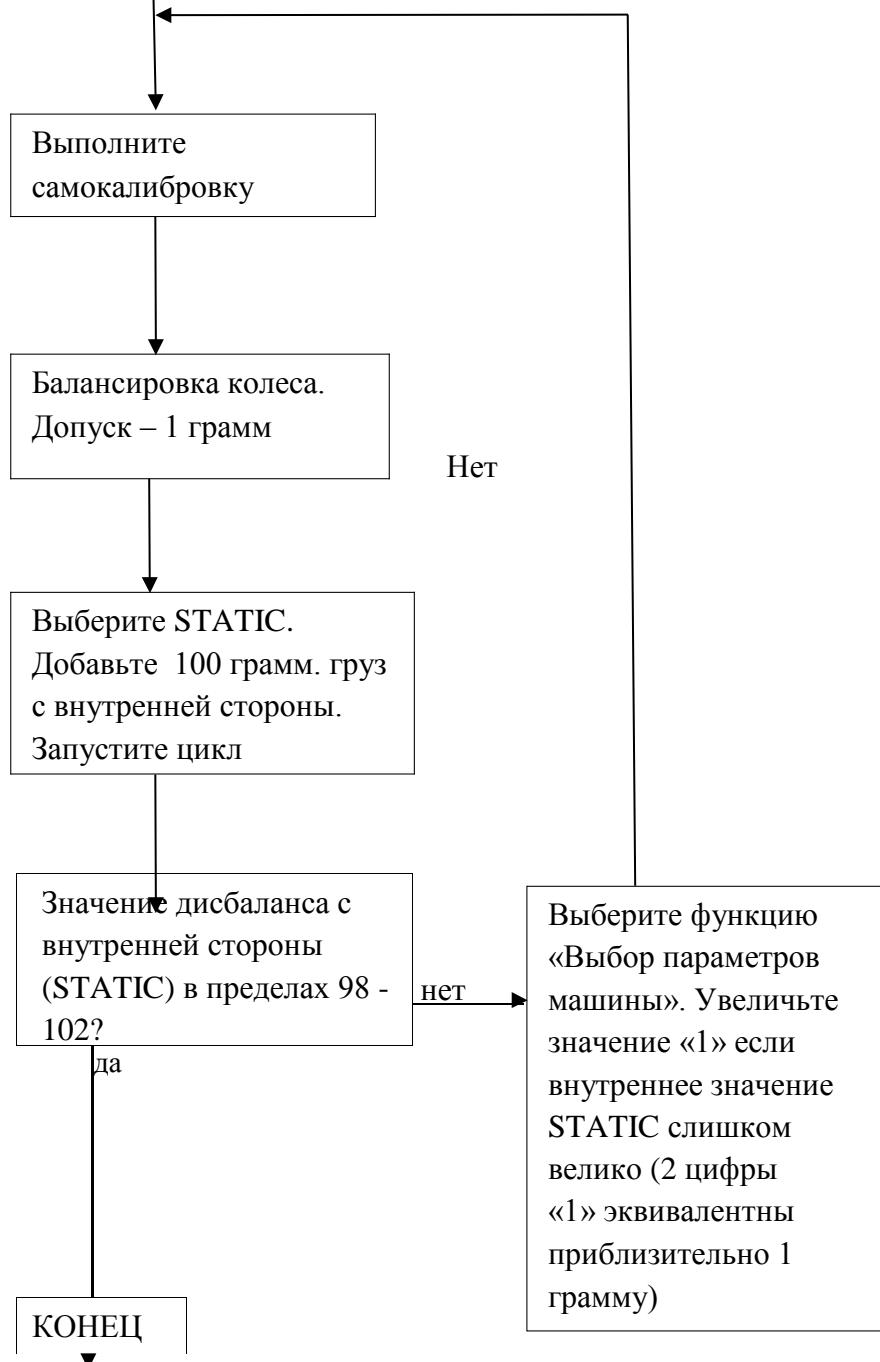 Выполните
самокалибровку
Балансировка колеса.
Допуск – 1 грамм
Нет
Выберите STATIC.
Добавьте 100 грамм. груз
с внутренней стороны.
Запустите цикл
Значение дисбаланса с
внутренней стороны
(STATIC) в пределах 98 -
102?
нет
да
Выберите функцию
«Выбор параметров
машины». Увеличьте
значение «1» если
внутреннее значение
STATIC слишком
велико (2 цифры
«1» эквивалентны
приблизительно 1
грамму)
КОНЕЦ